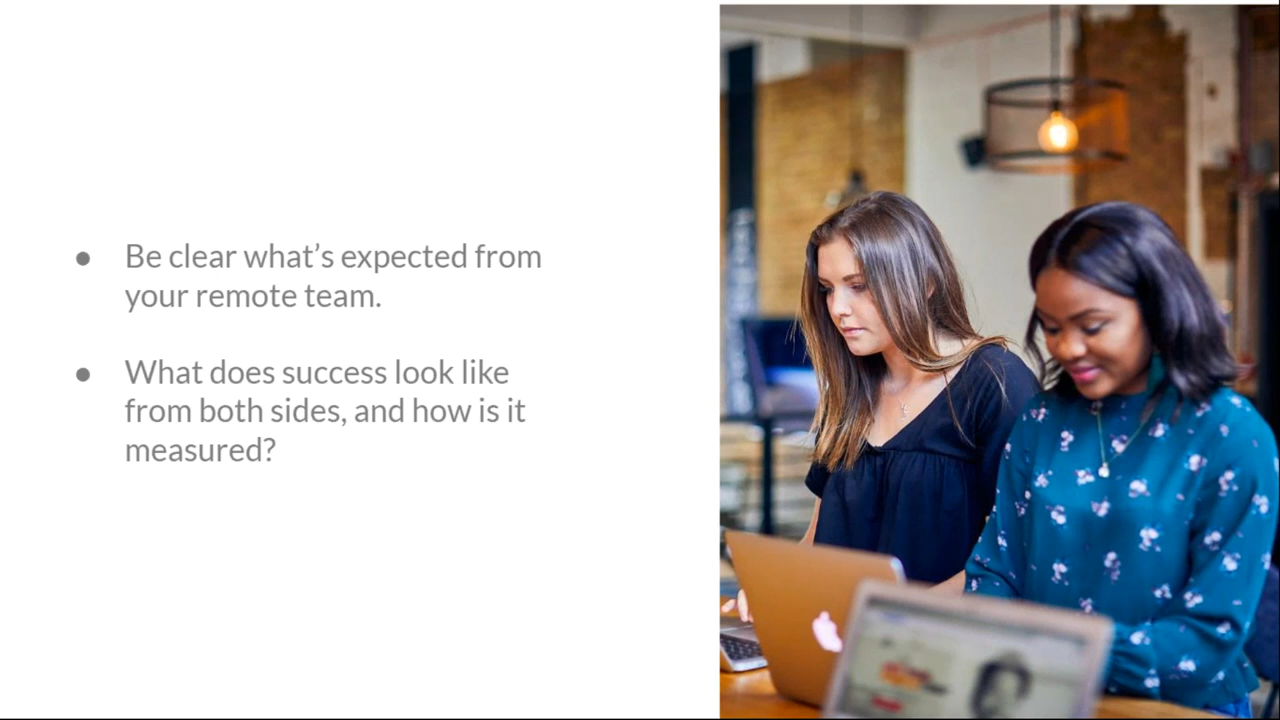 ● Be clear what’s expected from
your remote team.
● What does success look like
from both sides, and how is it
measured?